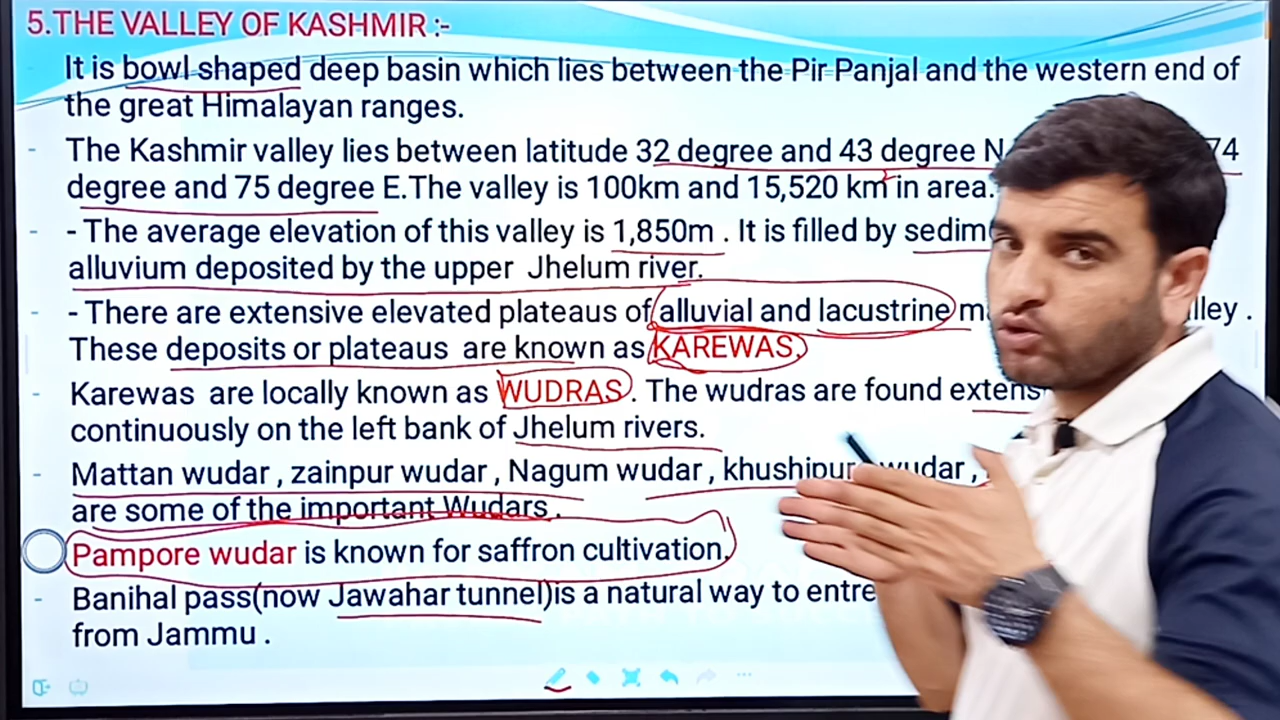 5.THE VALLEY OF KASHMIR :-
It is bowl shaped deep basin which lies between the Pir Panjal and the western end of
the great Himalayan ranges.
- The Kashmir valley lies between latitude 32 degree and 43 degree N 74
degree and 75 degree E.The valley is 100km and 15,520 km in area.
- - The average elevation of this valley is 1,850m . It is filled by
alluvium deposited by the upper Jhelum river.
- - There are extensive elevated plateaus of alluvial and lacustrine
These deposits or plateaus are known as KAREWAS.
- Karewas are locally known as WUDRAS. The wudras are found
continuously on the left bank of Jhelum rivers.
- Mattan wudar , zainpur wudar , Nagum wudar , wudar ,
are some of the important Wudars .
Pampore wudar is known for saffron cultivation.
- Banihal pass(now Jawahar tunnel)is a natural way to entre
from Jammu .